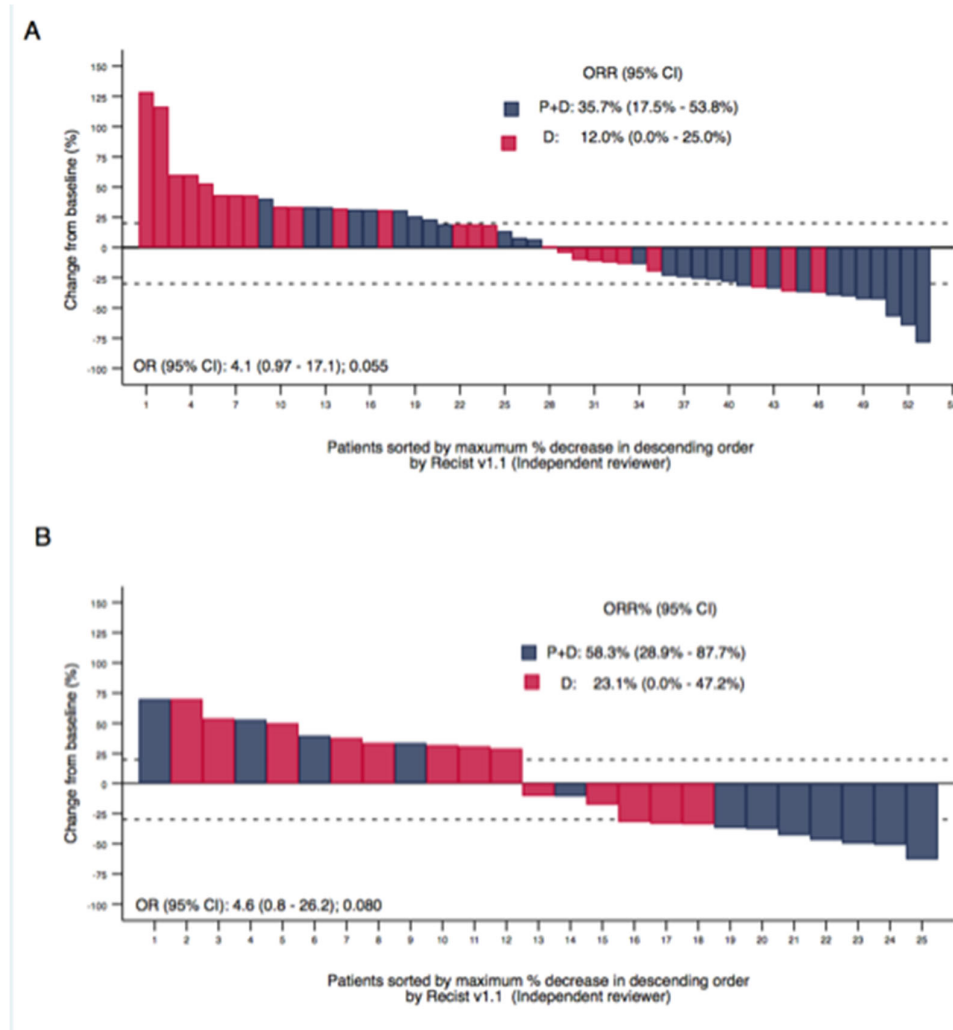 A
ORR (95% CI)
P+D: 35.7% (17.5% - 53.8%)
D: 12.0% (0.0% - 25.0%)
Change from baseline (%)
150
125
100
75
50
25
0
-25
-50
-75
-100
OR (95% CI): 4.1 (0.97 - 17.1); 0.055
1 4 7 10 13 16 19 22 25 28 31 34 37 40 43 46 49 52
Patients sorted by maxumum % decrease in descending order
by Recist v1.1 (Independent reviewer)
B
ORR% (95% CI)
P+D: 58.3% (28.9% - 87.7%)
D: 23.1% (0.0% - 47.2%)
Change from baseline (%)
150
125
100
75
50
25
0
-25
-50
-75
-100
OR (95% CI): 4.6 (0.8 - 26.2); 0.080
1 2 3 4 5 6 7 8 9 10 11 12 13 14 15 16 17 18 19 20 21 22 23 24 25
Patients sorted by maximum % decrease in descending order
by Recist v1.1 (Independent reviewer)